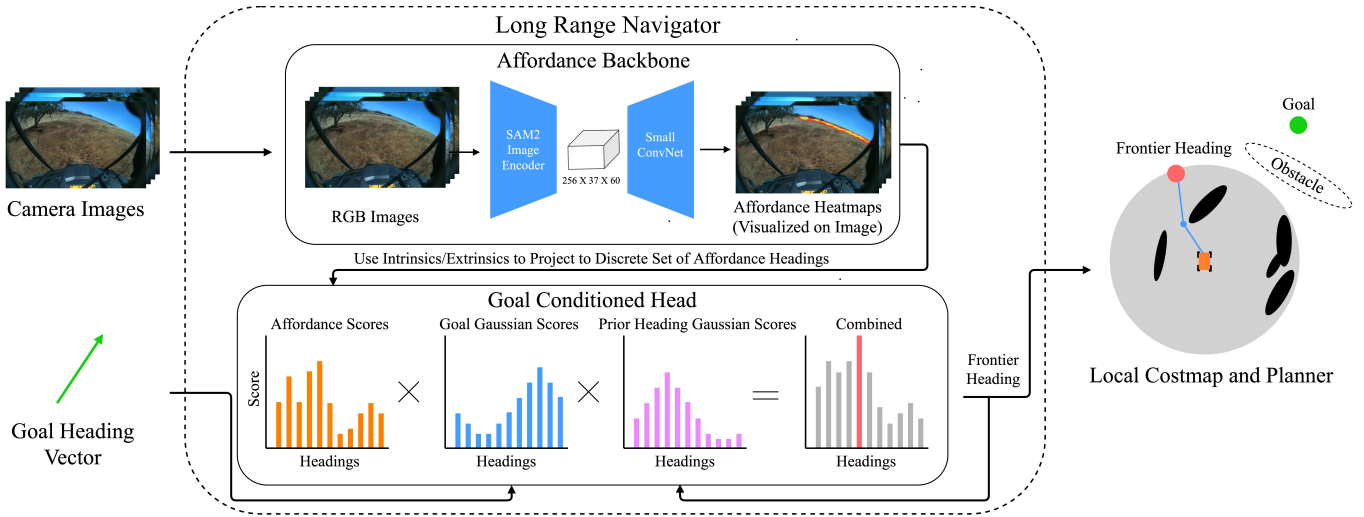 Long Range Navigator
Affordance Backbone
SAM2
Image
Encoder
256 X 37 X 60
Small
ConvNet
Camera Images
RGB Images
Affordance Heatmaps
(Visualized on Image)
Use Intrinsics/Extrinsics to Project to Discrete Set of Affordance Headings
Goal Conditioned Head
Affordance Scores
Goal Gaussian Scores
Prior Heading Gaussian Scores
Combined
Score
×
×
=
Headings
Headings
Headings
Headings
Goal Heading
Vector
Frontier
Heading
Goal
Frontier Heading
Obstacle
Local Costmap and Planner